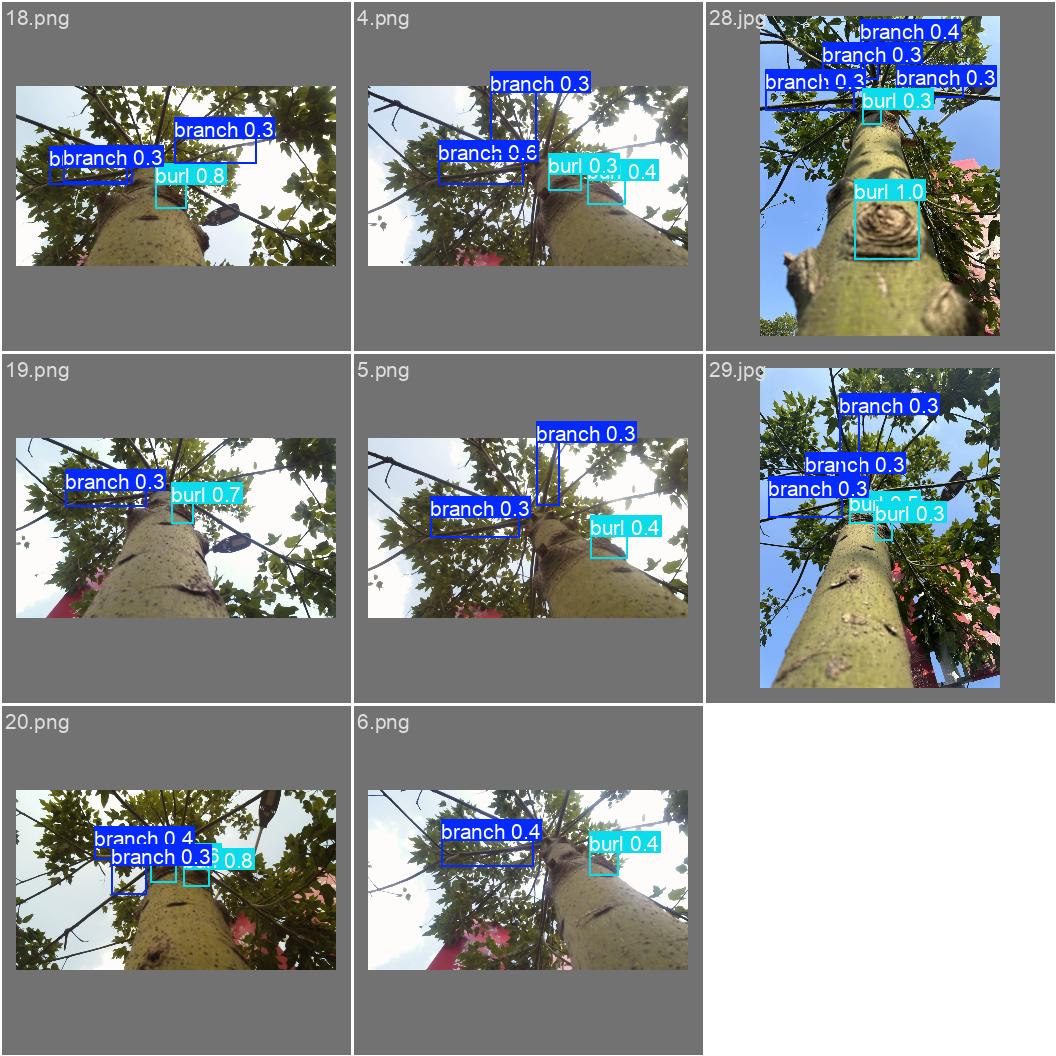 18.png
branch 0.3
branch 0.3
burl 0.8
4.png
branch 0.3
branch 0.6
burl 0.3
0.4
28.jpg
branch 0.4
branch 0.3
branch 0.3
branch 0.3
burl 0.3
burl 1.0
19.png
branch 0.3
burl 0.7
5.png
branch 0.3
branch 0.3
burl 0.4
29.jpg
branch 0.3
branch 0.3
branch 0.3
burl 0.3
20.png
branch 0.4
branch 0.3
0.8
6.png
branch 0.4
burl 0.4